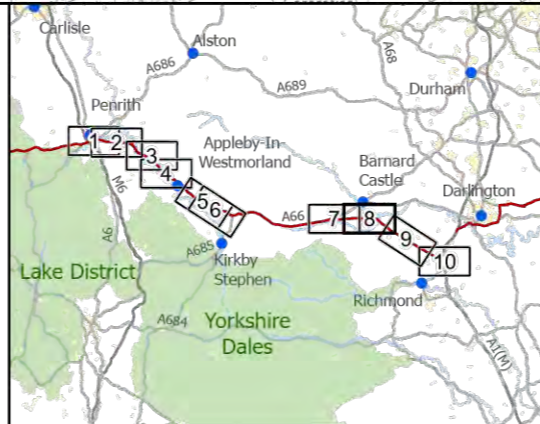 Carlisle
Alston
A68
A686
A689
Durham
Penrith
1
2
3
4
5
6
Appleby-In
Westmorland
Barnard
Castle
Darlington
M6
A6
A66
7
8
9
10
A685
Kirkby
Stephen
Lake District
Richmond
A684
Yorkshire
Dales
A1(M)